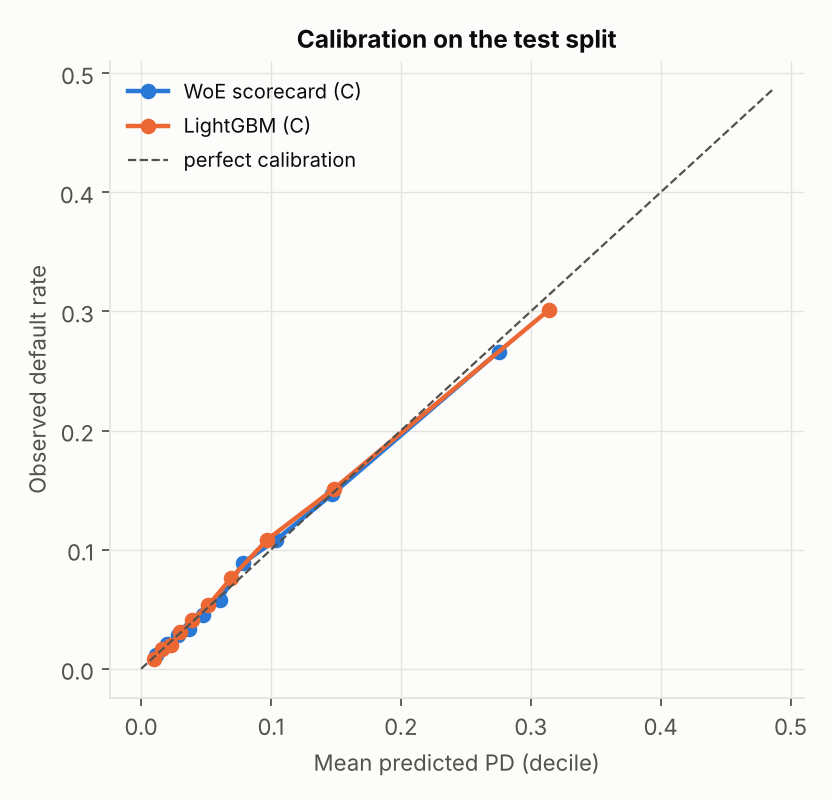 Calibration on the test split
WoE scorecard (C)
LightGBM (C)
perfect calibration
Observed default rate
0.5
0.4
0.3
0.2
0.1
0.0
0.0 0.1 0.2 0.3 0.4 0.5
Mean predicted PD (decile)